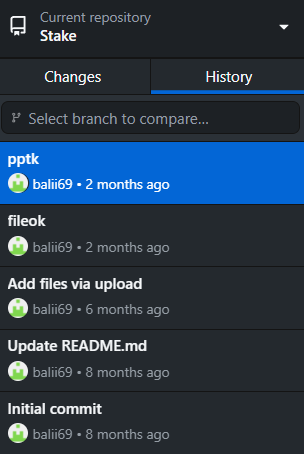 Current repository
Stake
Changes History
Select branch to compare...
pptk
balii69 • 2 months ago
fileok
balii69 • 2 months ago
Add files via upload
balii69 • 6 months ago
Update README.md
balii69 • 8 months ago
Initial commit
balii69 • 8 months ago